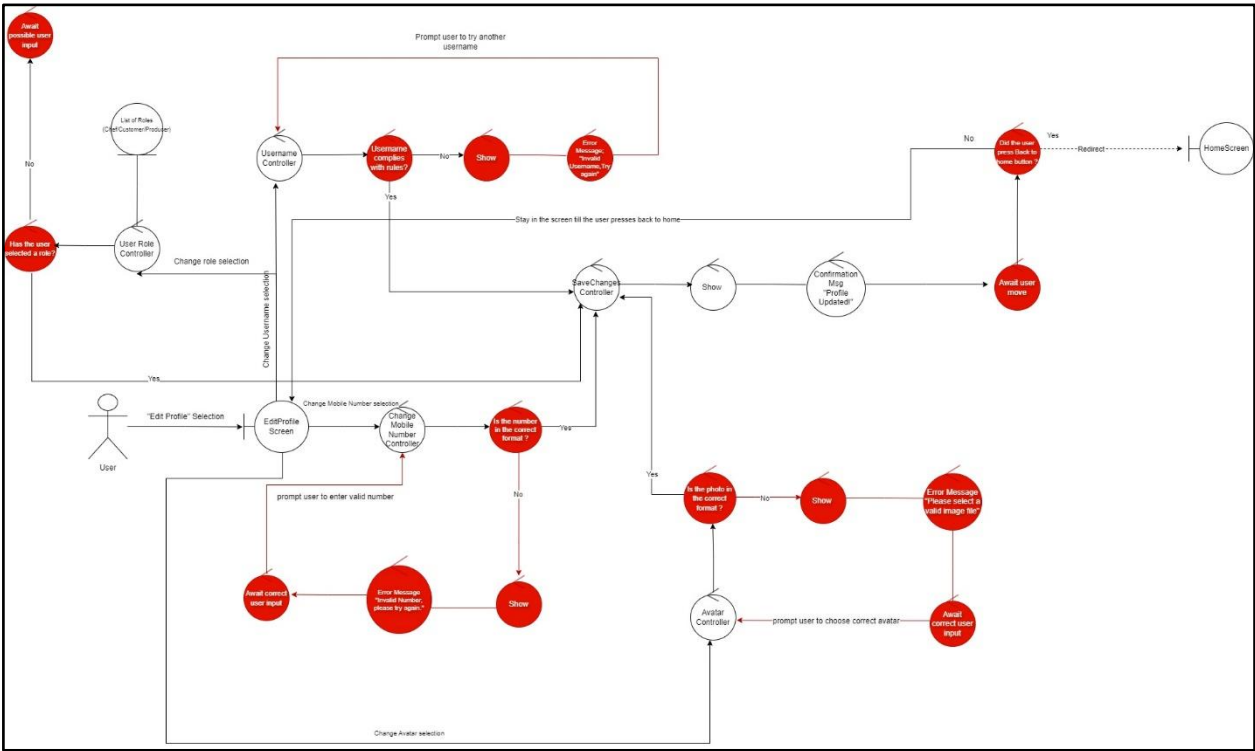 Await
possible user
input
Prompt user to try another
username
List of Roles
(Chef/Customer/Producer)
No
Username
Controller
Username
complies
with rules?
No
Show
Error
Message;
"Invalid
Username,Try
again"
No
Did the user
press Back to
home button ?
Yes
Redirect
HomeScreen
Yes
Has the user
selected a role?
User Role
Controller
Change role selection
Stay in the screen till the user presses back to home
Change Username selection
SaveChanges
Controller
Show
Confirmation
Msg
"Profile
Updated!"
Await user
move
Yes
"Edit Profile" Selection
User
EditProfile
Screen
Change Mobile Number selection
Change
Mobile
Number
Controller
Is the number
in the correct
format ?
Yes
No
prompt user to enter valid number
Yes
Is the photo in
the correct
format ?
No
Show
Error Message
"Please select a
valid image file"
Await correct
user input
Error Message
"Invalid Number,
please try again."
Show
Avatar
Controller
prompt user to choose correct avatar
Await
correct user
input
Change Avatar selection